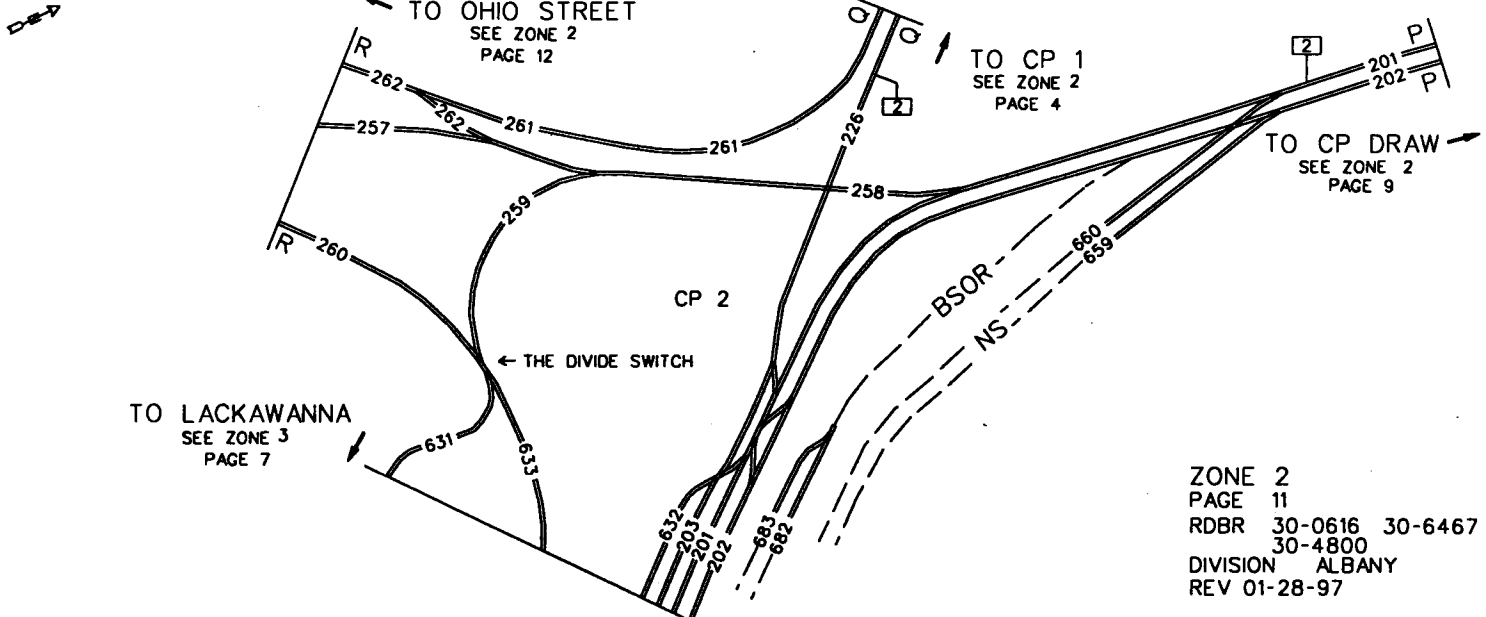 TO OHIO STREET
SEE ZONE 2
PAGE 12
Q
Q
TO CP 1
SEE ZONE 2
PAGE 4
2
2
P
P
201
202
TO CP DRAW
SEE ZONE 2
PAGE 9
R
262
262
261
261
226
257
258
259
R
260
660
659
BSOR
NS
CP 2
← THE DIVIDE SWITCH
TO LACKAWANNA
SEE ZONE 3
PAGE 7
631
633
632
203
201
202
683
682
ZONE 2
PAGE 11
RDBR 30-0616 30-6467
30-4800
DIVISION ALBANY
REV 01-28-97